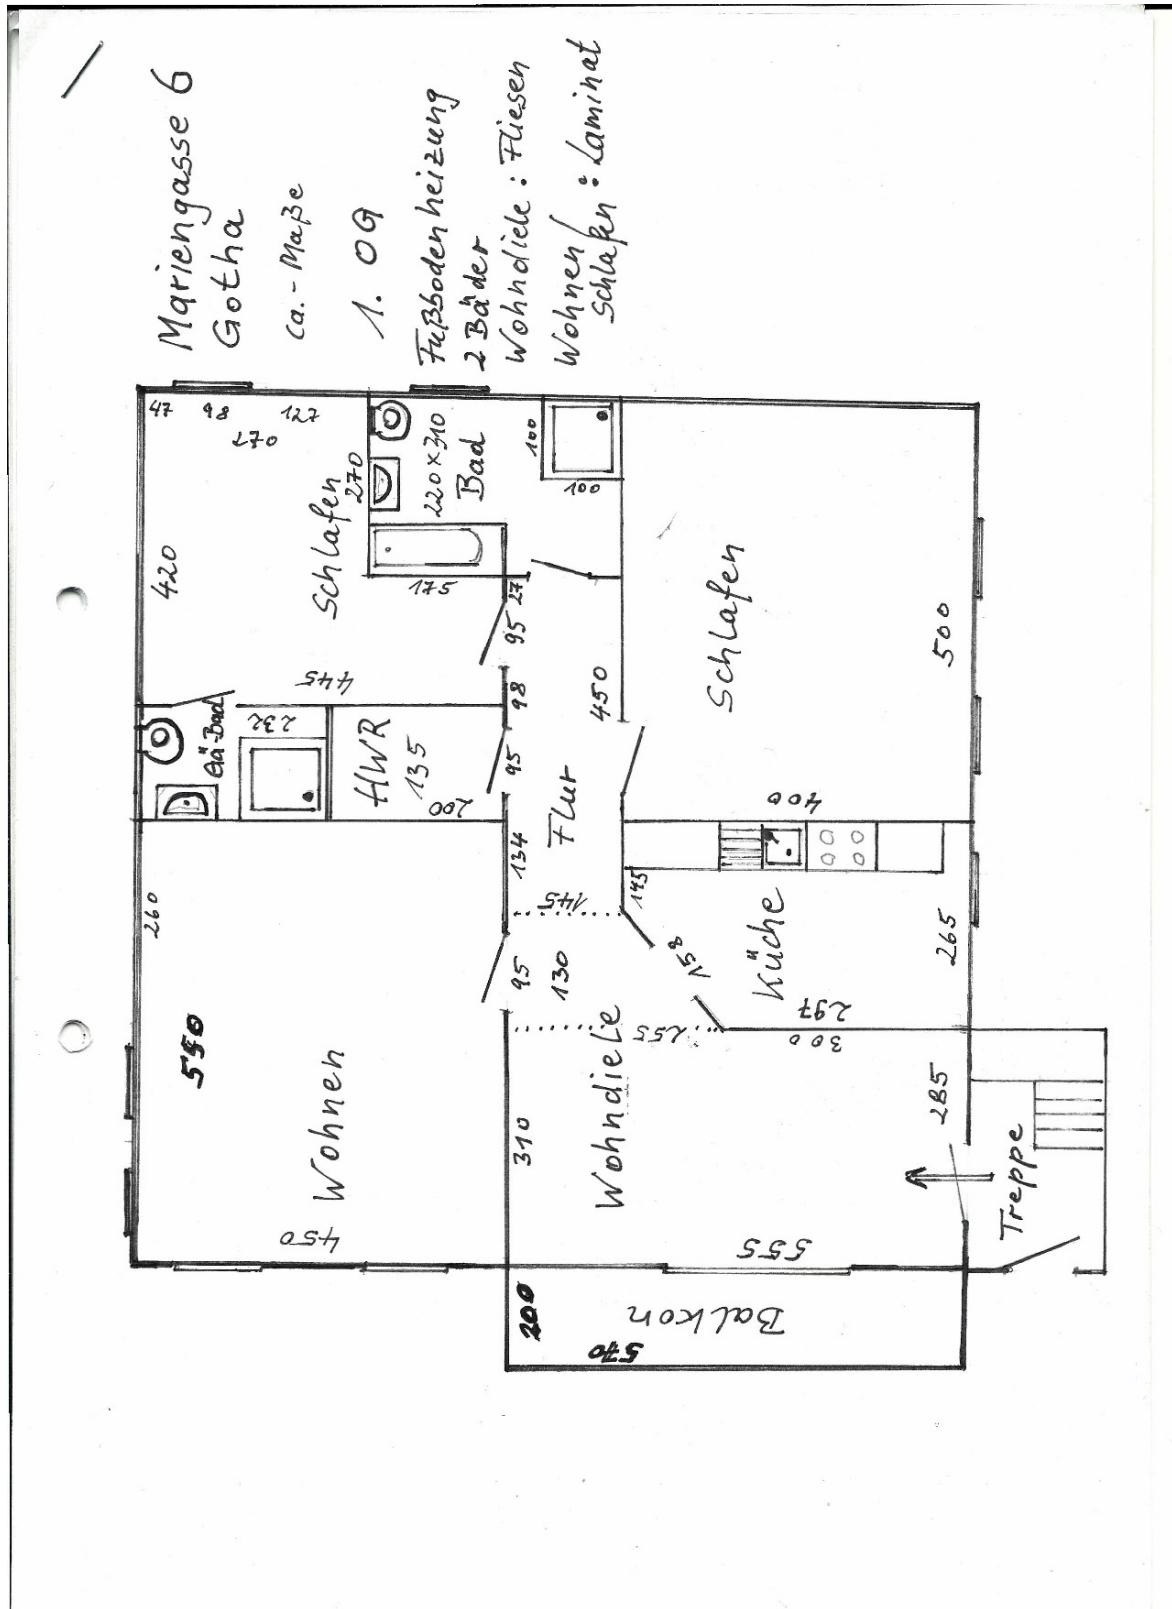 Mariengasse 6
Gotha
ca.-Maße
1. OG
Fußbodenheizung
2 Bäder
Wohndiele : Fliesen
Wohnen/
Schlafen : Laminat
47
98
127
270
420
Schlafen
270
445
220 x 310
Bad
100
100
175
27
95
98
95
134
95
Gä-Bad
232
HWR
135
200
Flur
450
145
130
Schlafen
500
400
145
158
Küche
265
297
300
255
260
550
Wohnen
450
310
Wohndiele
285
555
Treppe
200
Balkon
570